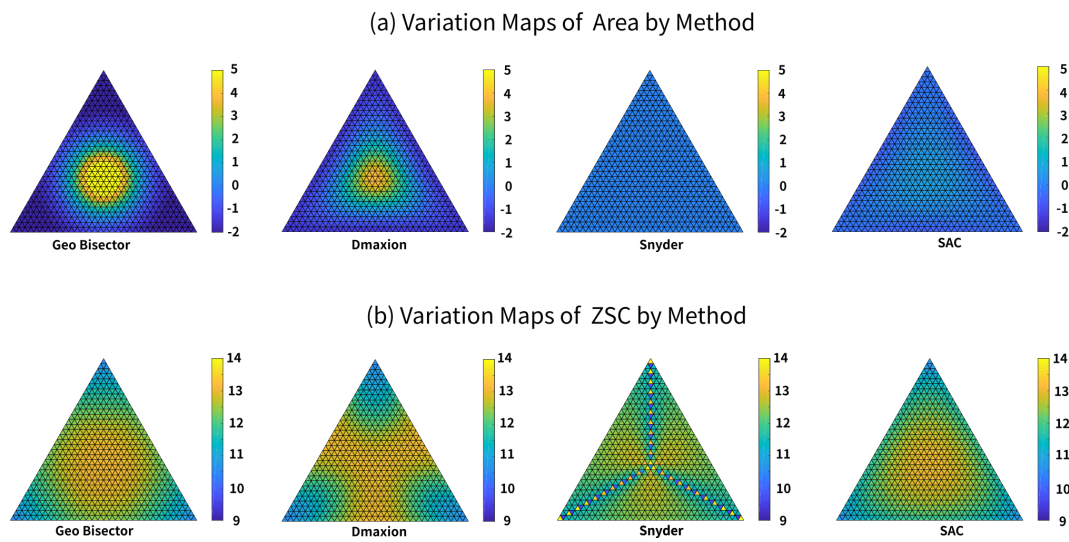 (a) Variation Maps of Area by Method
5 5 5 5
4 4 4 4
3 3 3 3
2 2 2 2
1 1 1 1
0 0 0 0
-1 -1 -1 -1
-2 -2 -2 -2
Geo Bisector Dmaxion Snyder SAC
(b) Variation Maps of ZSC by Method
14 14 14 14
13 13 13 13
12 12 12 12
11 11 11 11
10 10 10 10
9 9 9 9
Geo Bisector Dmaxion Snyder SAC